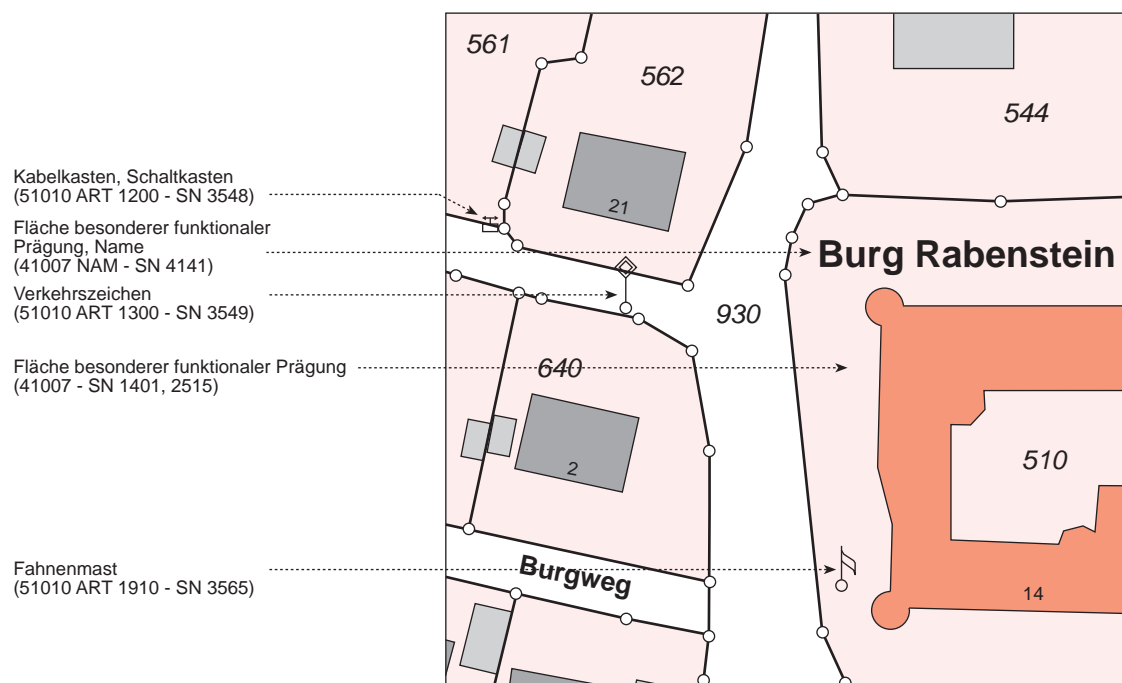 561
562
544
Kabelkasten, Schaltkasten
(51010 ART 1200 - SN 3548)
21
Fläche besonderer funktionaler
Prägung, Name
(41007 NAM - SN 4141)
Burg Rabenstein
Verkehrszeichen
(51010 ART 1300 - SN 3549)
930
Fläche besonderer funktionaler Prägung
(41007 - SN 1401, 2515)
640
2
510
Fahnenmast
(51010 ART 1910 - SN 3565)
Burgweg
14